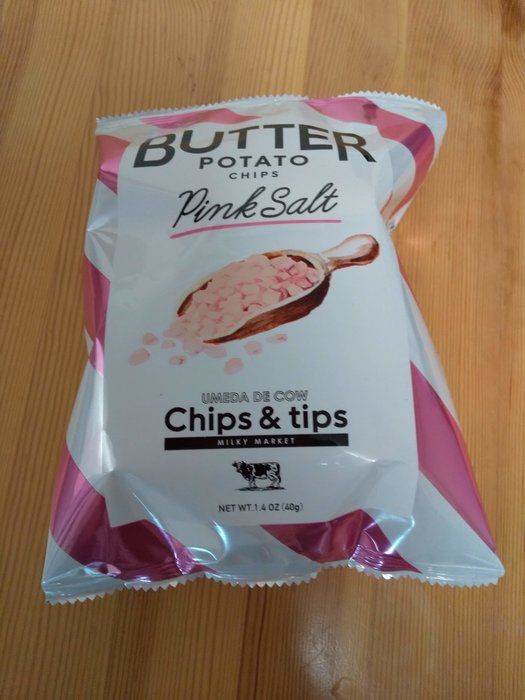 BUTTER
POTATO
CHIPS
Pink Salt
UMEDA DE COW
Chips & tips
MILKY MARKET
NET WT.1.4 OZ (40g)